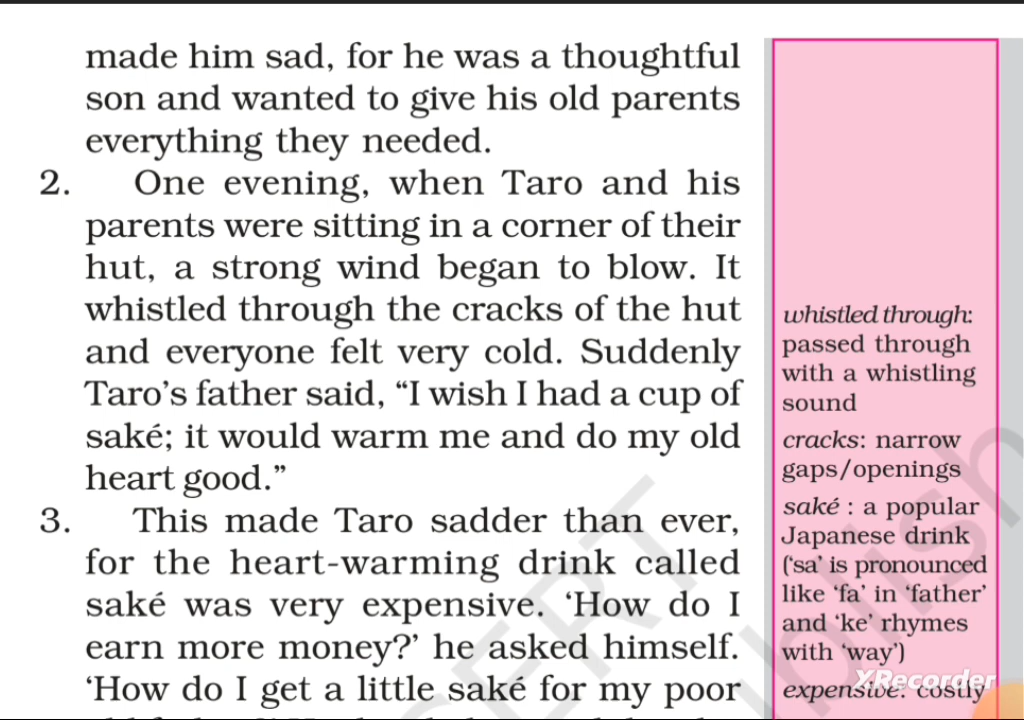 made him sad, for he was a thoughtful
son and wanted to give his old parents
everything they needed.
2. One evening, when Taro and his
parents were sitting in a corner of their
hut, a strong wind began to blow. It
whistled through the cracks of the hut
and everyone felt very cold. Suddenly
Taro’s father said, “I wish I had a cup of
saké; it would warm me and do my old
heart good.”
3. This made Taro sadder than ever,
for the heart-warming drink called
saké was very expensive. ‘How do I
earn more money?’ he asked himself.
‘How do I get a little saké for my poor
whistled through:
passed through
with a whistling
sound
cracks: narrow
gaps/openings
saké : a popular
Japanese drink
(‘sa’ is pronounced
like ‘fa’ in ‘father’
and ‘ke’ rhymes
with ‘way’)
expensive: costly
XRecorder